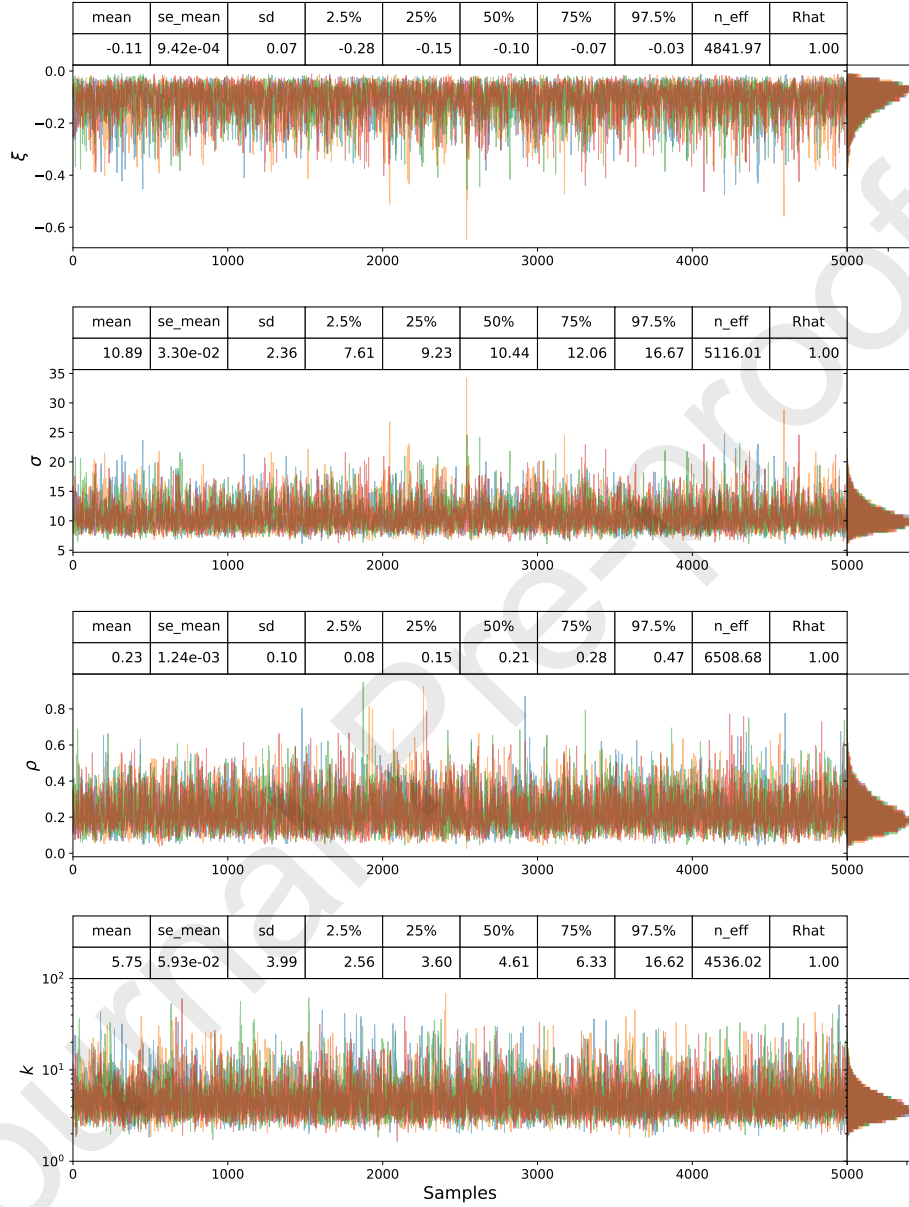 mean se_mean sd 2.5% 25% 50% 75% 97.5% n_eff Rhat
-0.11 9.42e-04 0.07 -0.28 -0.15 -0.10 -0.07 -0.03 4841.97 1.00
0.0
−0.2
−0.4
−0.6
ξ
0 1000 2000 3000 4000 5000
mean se_mean sd 2.5% 25% 50% 75% 97.5% n_eff Rhat
10.89 3.30e-02 2.36 7.61 9.23 10.44 12.06 16.67 5116.01 1.00
35
30
25
20
15
10
5
σ
0 1000 2000 3000 4000 5000
mean se_mean sd 2.5% 25% 50% 75% 97.5% n_eff Rhat
0.23 1.24e-03 0.10 0.08 0.15 0.21 0.28 0.47 6508.68 1.00
0.8
0.6
0.4
0.2
0.0
ρ
0 1000 2000 3000 4000 5000
mean se_mean sd 2.5% 25% 50% 75% 97.5% n_eff Rhat
5.75 5.93e-02 3.99 2.56 3.60 4.61 6.33 16.62 4536.02 1.00
10²
10¹
10⁰
k
0 1000 2000 3000 4000 5000
Samples
ournal Pre-proof